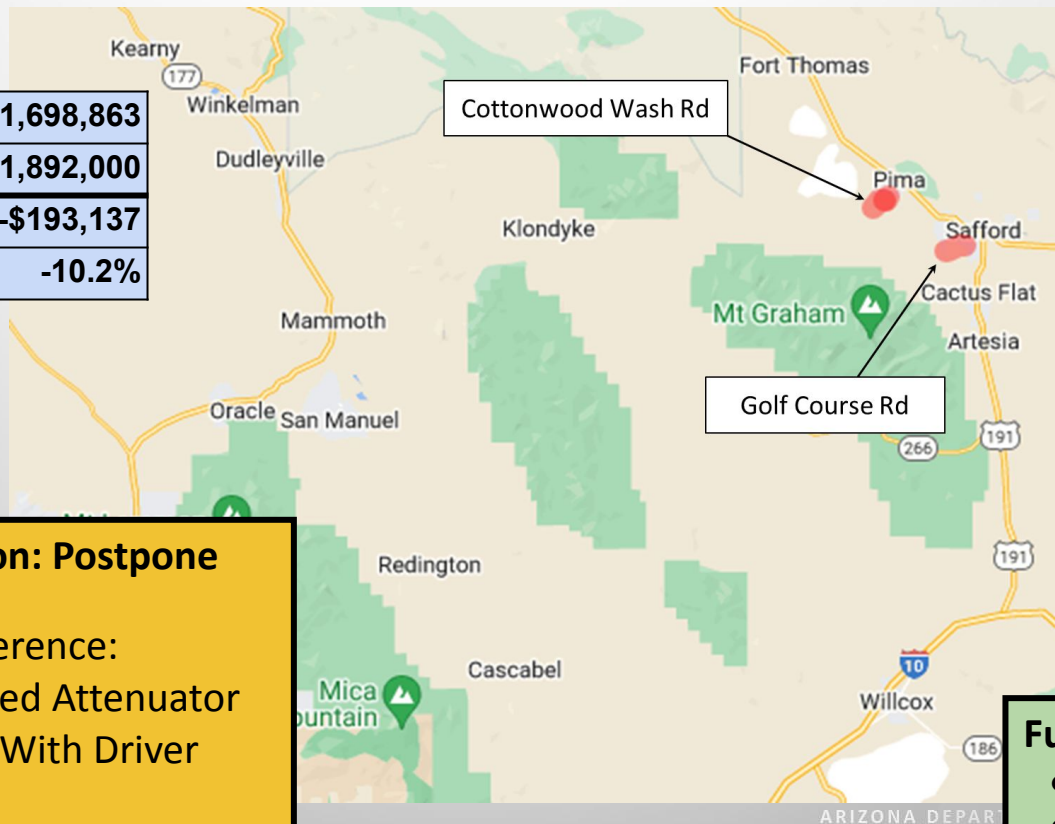 Kearny
177
Winkelman
Dudleyville
Fort Thomas
Cottonwood Wash Rd
1,698,863
1,892,000
-$193,137
-10.2%
Pima
Klondyke
Safford
Mt Graham
Cactus Flat
Artesia
Mammoth
Golf Course Rd
Oracle
San Manuel
266
191
on: Postpone
erence:
ed Attenuator
With Driver
Redington
191
Cascabel
Mica
ountain
10
Willcox
186
Fu
ARIZONA DEPAR